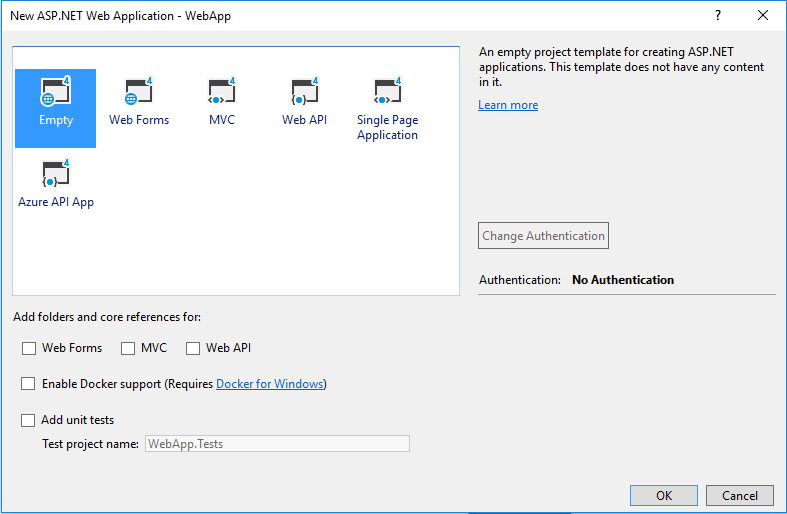 New ASP.NET Web Application - WebApp
?
4
Empty
4
Web Forms
4
MVC
4
Web API
4
Single Page
Application
4
Azure API App
An empty project template for creating ASP.NET
applications. This template does not have any content
in it.
Learn more
Change Authentication
Authentication: No Authentication
Add folders and core references for:
Web Forms MVC Web API
Enable Docker support (Requires Docker for Windows)
Add unit tests
Test project name: WebApp.Tests
OK Cancel